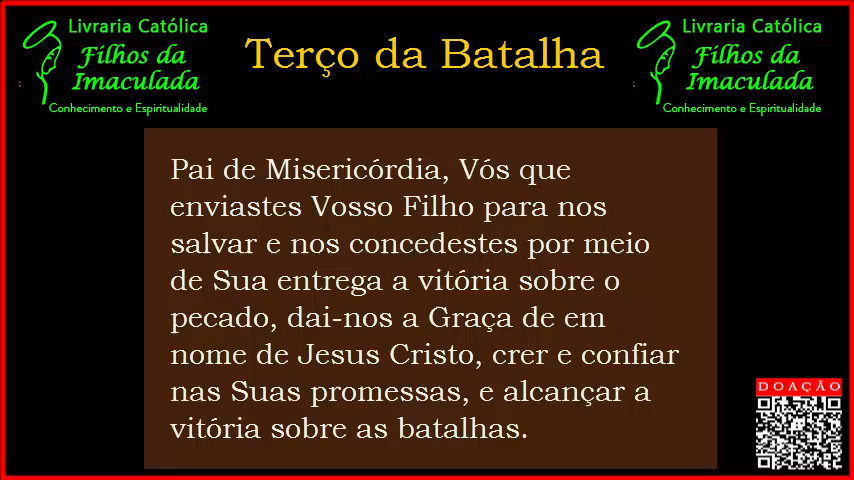 Livraria Católica
Filhos da
Imaculada
Conhecimento e Espiritualidade
Terço da Batalha
Livraria Católica
Filhos da
Imaculada
Conhecimento e Espiritualidade
Pai de Misericórdia, Vós que
enviastes Vosso Filho para nos
salvar e nos concedestes por meio
de Sua entrega a vitória sobre o
pecado, dai-nos a Graça de em
nome de Jesus Cristo, crer e confiar
nas Suas promessas, e alcançar a
vitória sobre as batalhas.
DOAÇÃO